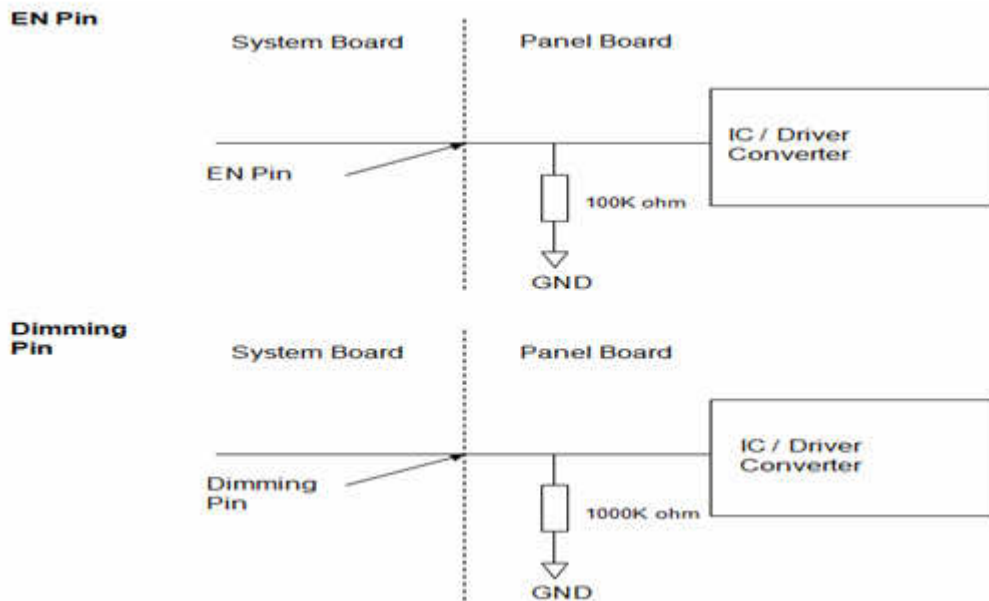 EN Pin
System Board
Panel Board
IC / Driver
Converter
EN Pin
100K ohm
GND
Dimming
Pin
System Board
Panel Board
IC / Driver
Converter
Dimming
Pin
1000K ohm
GND